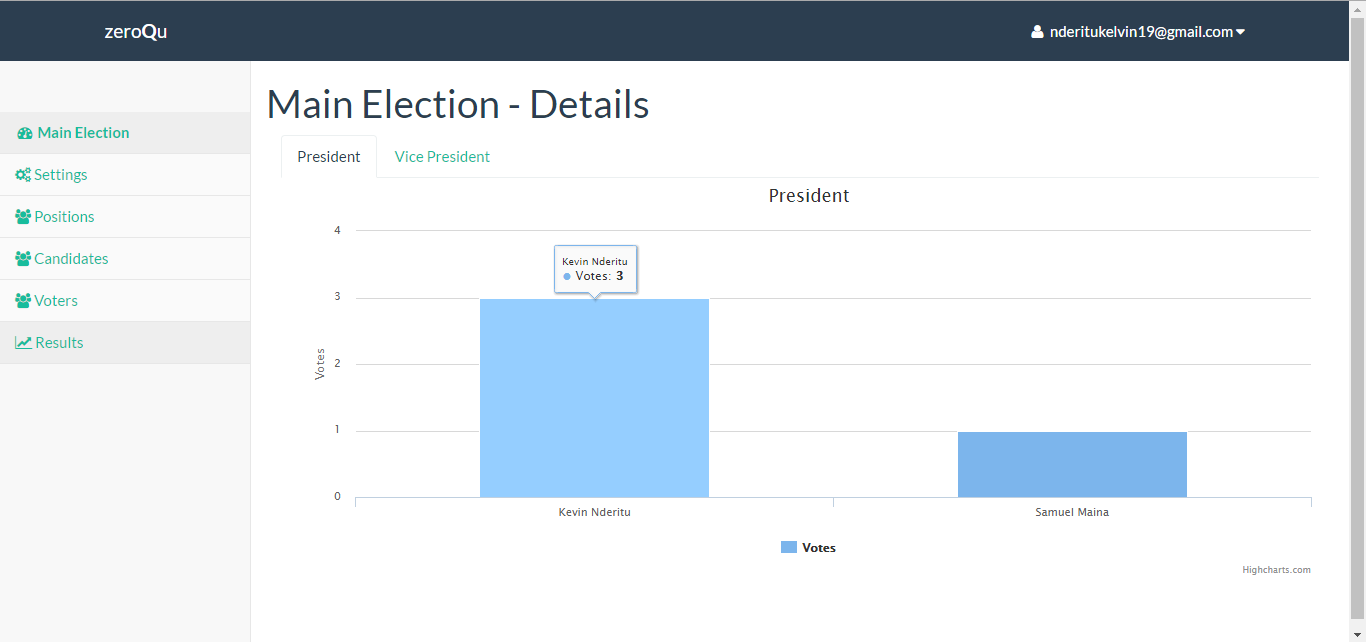 zeroQu
nderitukelvin19@gmail.com
Main Election
Settings
Positions
Candidates
Voters
Results
Main Election - Details
President
Vice President
President
Votes
4
3
2
1
0
Kevin Nderitu
Votes: 3
Kevin Nderitu
Samuel Maina
Votes
Highcharts.com